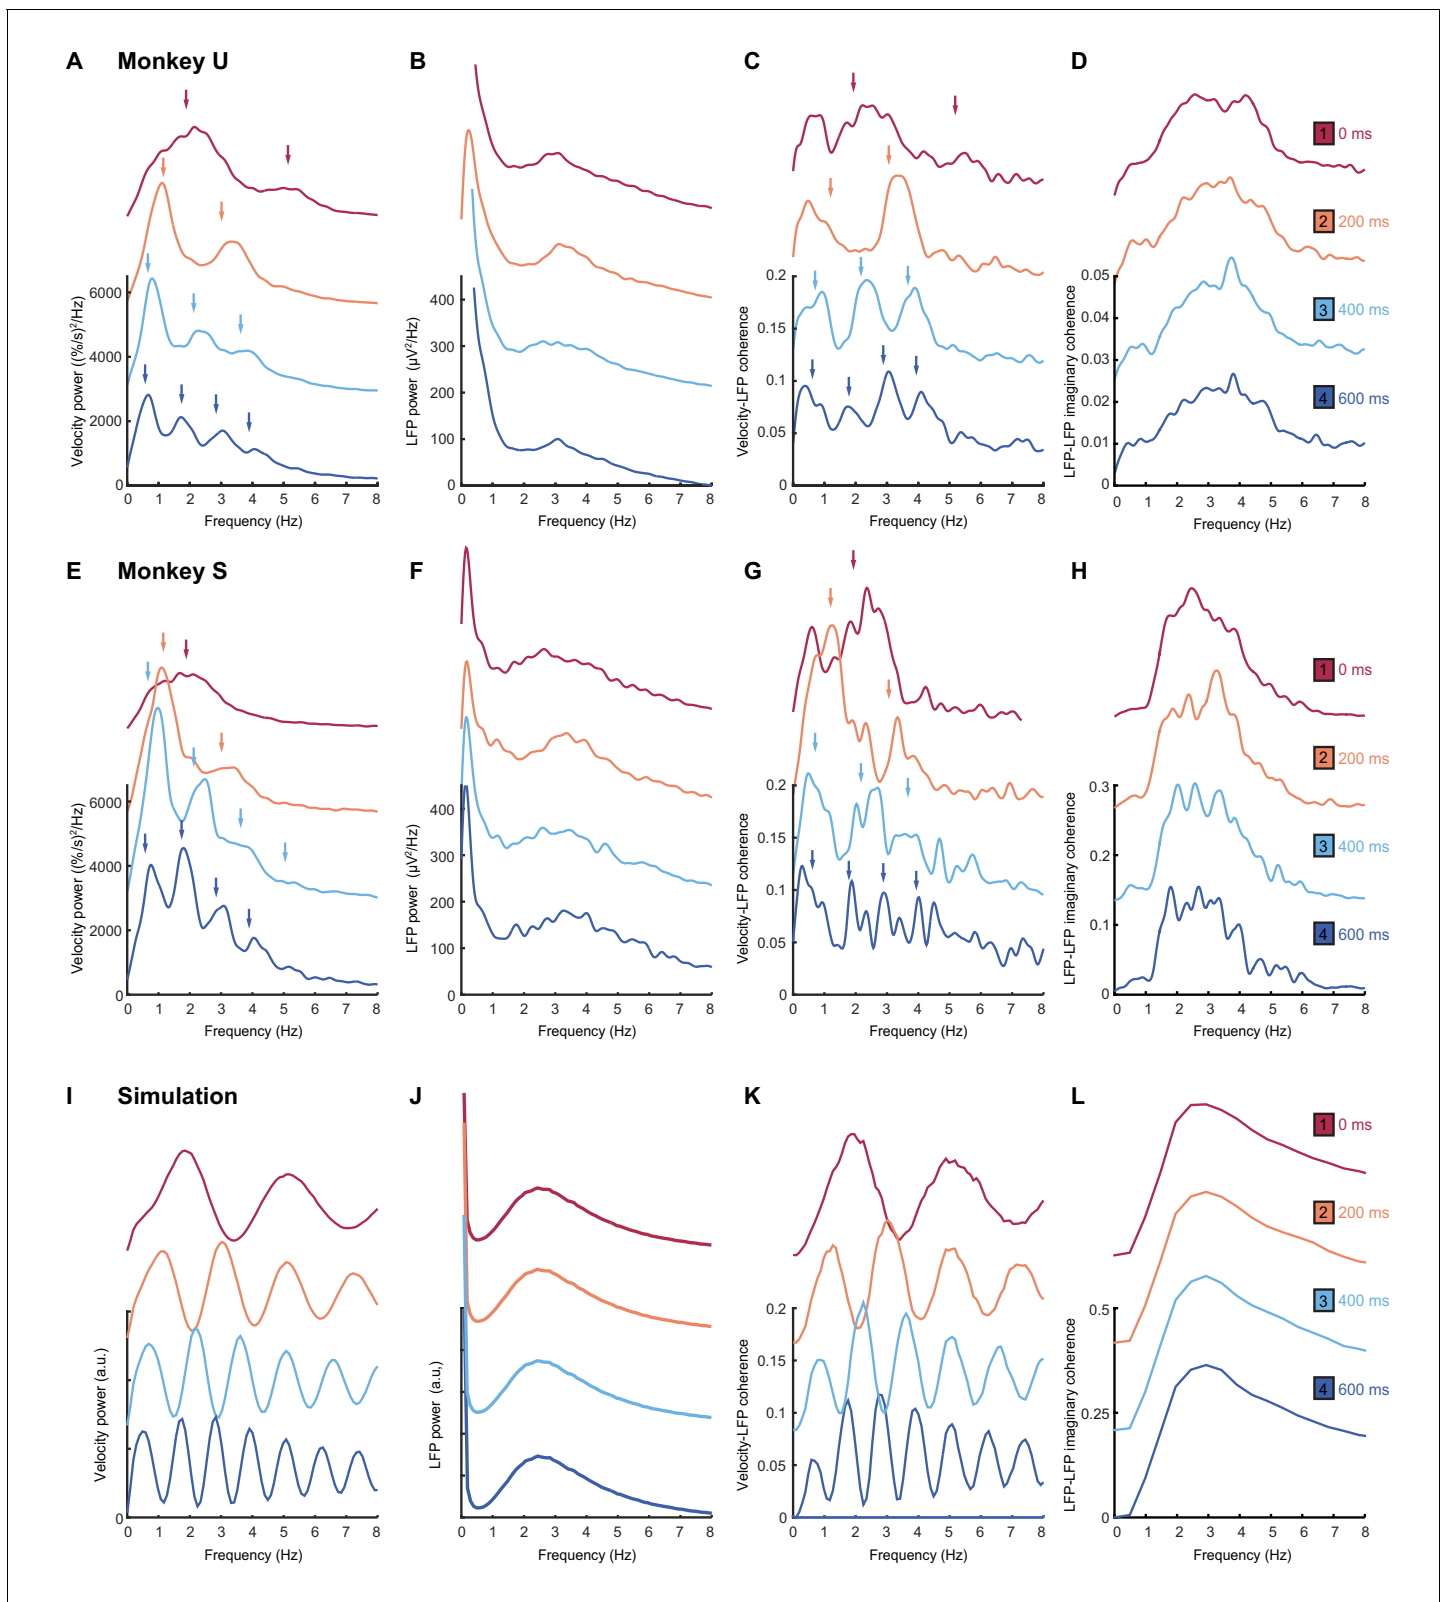 A Monkey U
B
C
D
Velocity power ((%/s)²/Hz)
6000
4000
2000
0
0 1 2 3 4 5 6 7 8
Frequency (Hz)
LFP power (µV²/Hz)
400
300
200
100
0
0 1 2 3 4 5 6 7 8
Frequency (Hz)
Velocity-LFP coherence
0.2
0.15
0.1
0.05
0
0 1 2 3 4 5 6 7 8
Frequency (Hz)
LFP-LFP imaginary coherence
0.05
0.04
0.03
0.02
0.01
0
0 1 2 3 4 5 6 7 8
Frequency (Hz)
1 0 ms
2 200 ms
3 400 ms
4 600 ms
E Monkey S
F
G
H
Velocity power ((%/s)²/Hz)
6000
4000
2000
0
0 1 2 3 4 5 6 7 8
Frequency (Hz)
LFP power (µV²/Hz)
400
300
200
100
0
0 1 2 3 4 5 6 7 8
Frequency (Hz)
Velocity-LFP coherence
0.2
0.15
0.1
0.05
0
0 1 2 3 4 5 6 7 8
Frequency (Hz)
LFP-LFP imaginary coherence
0.3
0.2
0.1
0
0 1 2 3 4 5 6 7 8
Frequency (Hz)
1 0 ms
2 200 ms
3 400 ms
4 600 ms
I Simulation
J
K
L
Velocity power (a.u.)
0
0 1 2 3 4 5 6 7 8
Frequency (Hz)
LFP power (a.u,)
0 1 2 3 4 5 6 7 8
Frequency (Hz)
Velocity-LFP coherence
0.2
0.15
0.1
0.05
0
0 1 2 3 4 5 6 7 8
Frequency (Hz)
LFP-LFP imaginary coherence
0.5
0.25
0
0 1 2 3 4 5 6 7 8
Frequency (Hz)
1 0 ms
2 200 ms
3 400 ms
4 600 ms